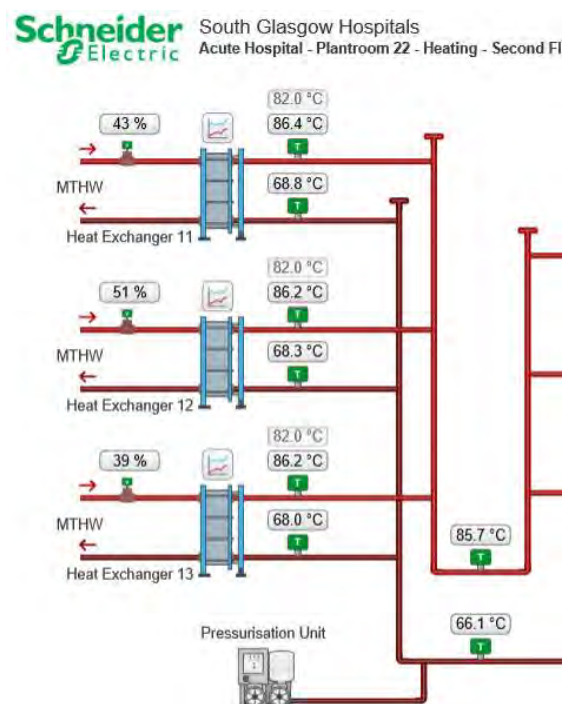 Schneider Electric
South Glasgow Hospitals
Acute Hospital - Plantroom 22 - Heating - Second Fl
82.0 °C
43 %
86.4 °C
T
MTHW
68.8 °C
T
Heat Exchanger 11
82.0 °C
51 %
86.2 °C
T
MTHW
68.3 °C
T
Heat Exchanger 12
82.0 °C
39 %
86.2 °C
T
MTHW
68.0 °C
T
Heat Exchanger 13
85.7 °C
T
66.1 °C
T
Pressurisation Unit